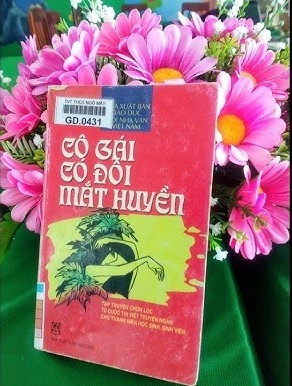 TVT THCS NGÔ MÂY
GD.0431
XUẤT BẢN
GIÁO DỤC
NHÀ VĂN
VIỆT NAM
CÔ GÁI
CÓ ĐÔI
MẮT HUYỀN
TẬP TRUYỆN CHỌN LỌC
TỪ CUỘC THI VIẾT TRUYỆN NGẮN
CHO THANH NIÊN HỌC SINH, SINH VIÊN